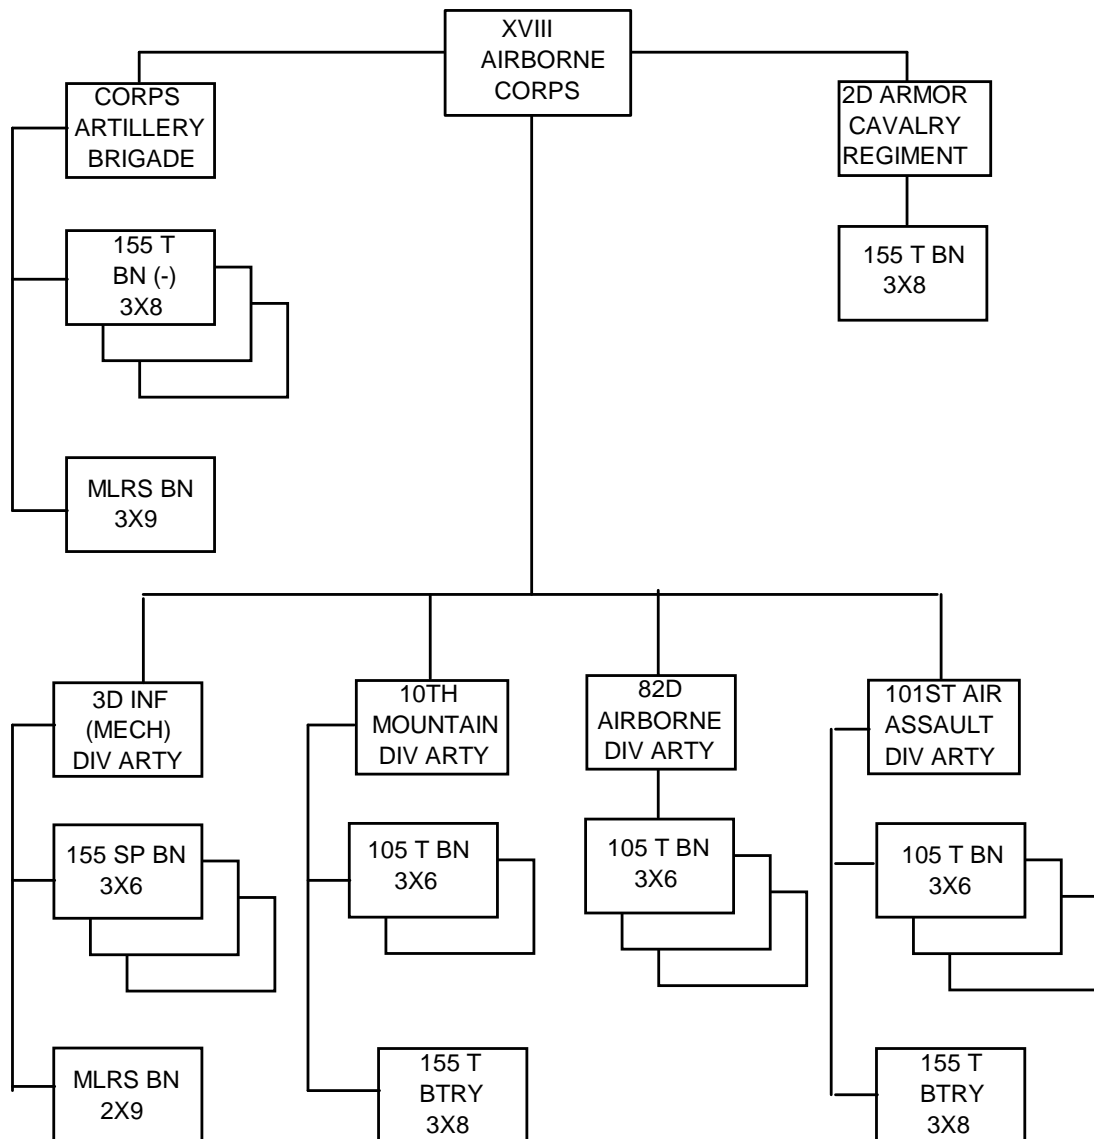 XVIII
AIRBORNE
CORPS
CORPS
ARTILLERY
BRIGADE
2D ARMOR
CAVALRY
REGIMENT
155 T
BN (-)
3X8
155 T BN
3X8
MLRS BN
3X9
3D INF
(MECH)
DIV ARTY
10TH
MOUNTAIN
DIV ARTY
82D
AIRBORNE
DIV ARTY
101ST AIR
ASSAULT
DIV ARTY
155 SP BN
3X6
105 T BN
3X6
105 T BN
3X6
105 T BN
3X6
MLRS BN
2X9
155 T
BTRY
3X8
155 T
BTRY
3X8